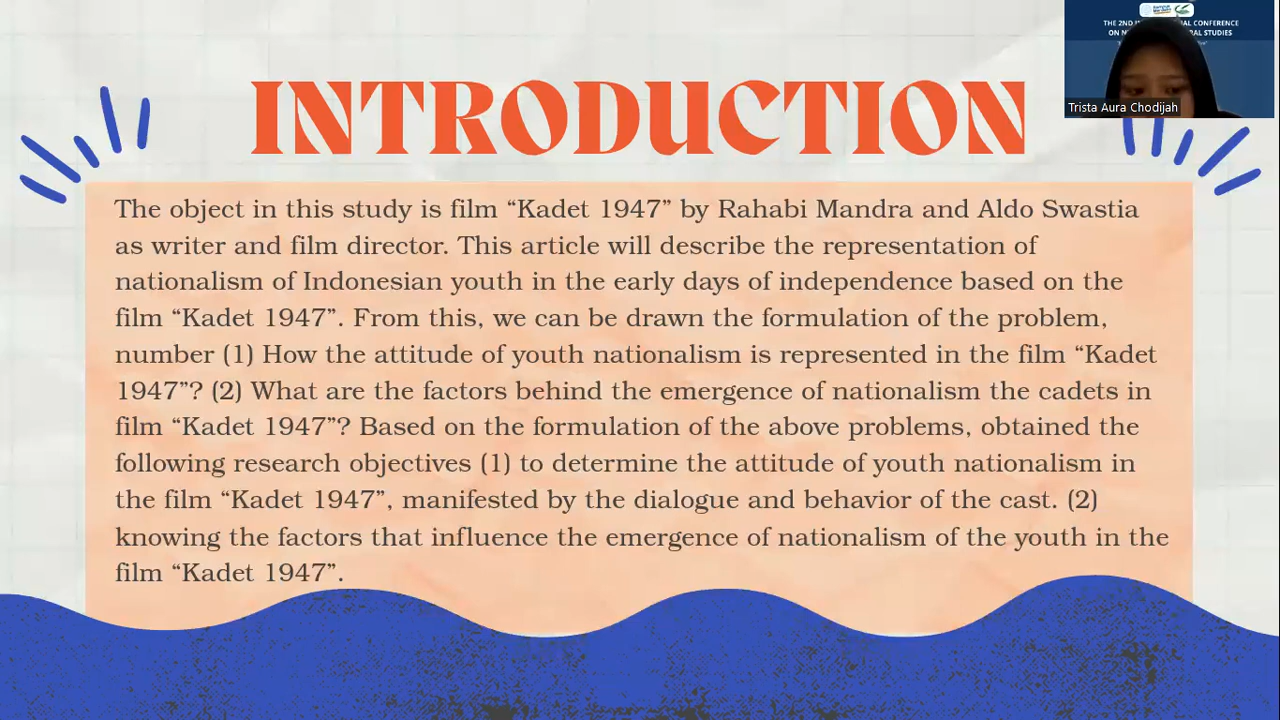 THE 2ND
CONFERENCE
ON
STUDIES
Trista Aura Chodijah
INTRODUCTION
The object in this study is film “Kadet 1947” by Rahabi Mandra and Aldo Swastia
as writer and film director. This article will describe the representation of
nationalism of Indonesian youth in the early days of independence based on the
film “Kadet 1947”. From this, we can be drawn the formulation of the problem,
number (1) How the attitude of youth nationalism is represented in the film “Kadet
1947”? (2) What are the factors behind the emergence of nationalism the cadets in
film “Kadet 1947”? Based on the formulation of the above problems, obtained the
following research objectives (1) to determine the attitude of youth nationalism in
the film “Kadet 1947”, manifested by the dialogue and behavior of the cast. (2)
knowing the factors that influence the emergence of nationalism of the youth in the
film “Kadet 1947”.